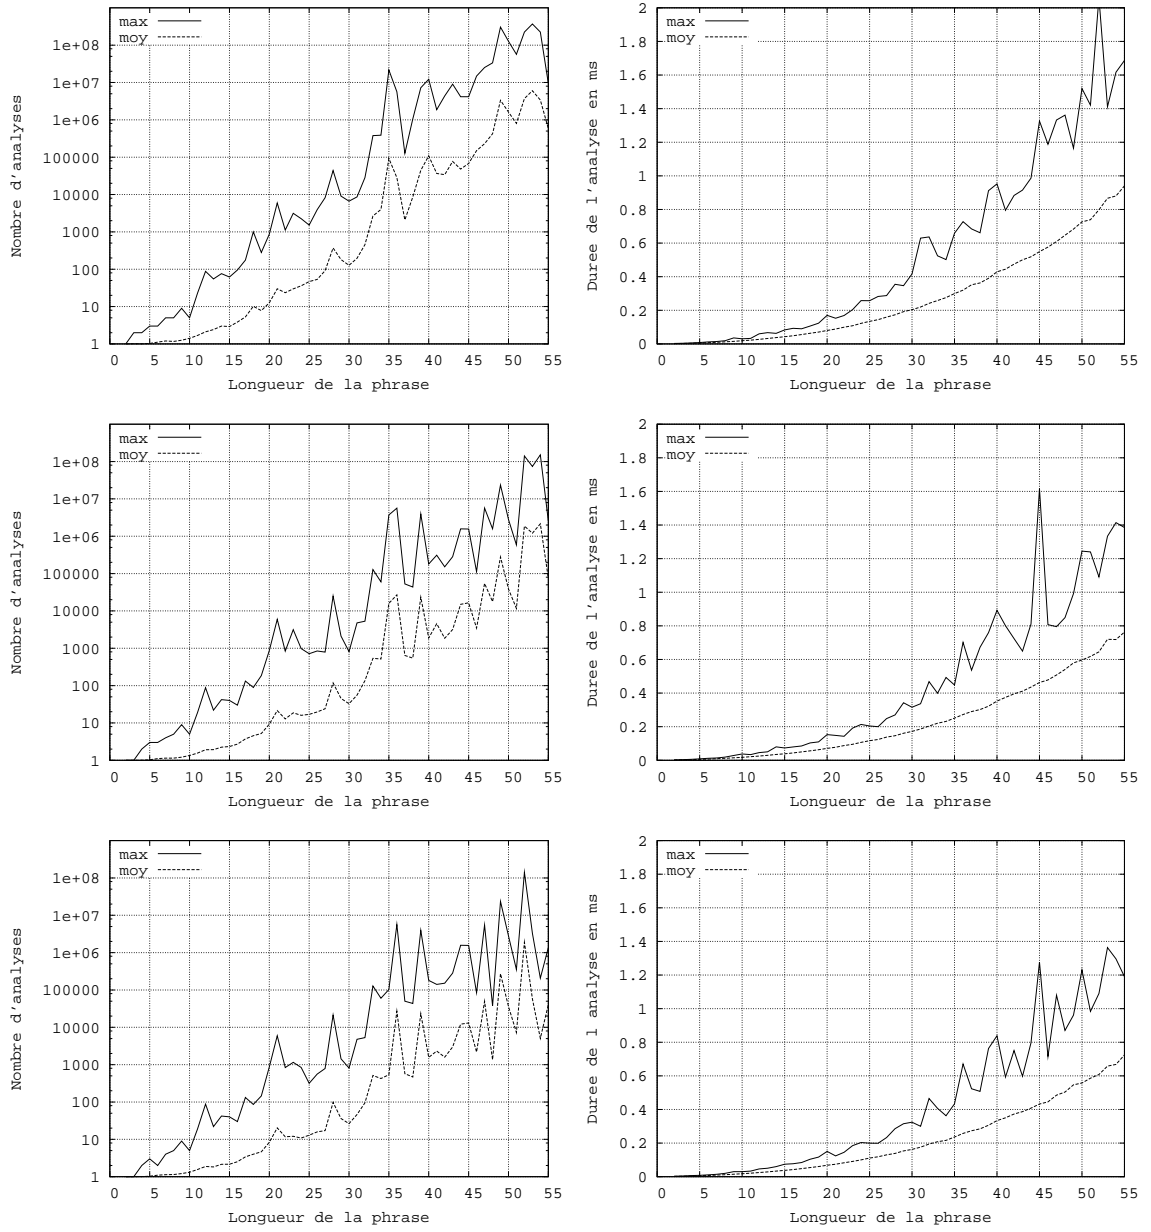 max
moy
Nombre d'analyses
1e+08
1e+07
1e+06
100000
10000
1000
100
10
1
0 5 10 15 20 25 30 35 40 45 50 55
Longueur de la phrase
max
moy
Duree de l'analyse en ms
2
1.8
1.6
1.4
1.2
1
0.8
0.6
0.4
0.2
0
5 10 15 20 25 30 35 40 45 50 55
Longueur de la phrase
max
moy
Nombre d'analyses
1e+08
1e+07
1e+06
100000
10000
1000
100
10
1
0 5 10 15 20 25 30 35 40 45 50 55
Longueur de la phrase
max
moy
Duree de l'analyse en ms
2
1.8
1.6
1.4
1.2
1
0.8
0.6
0.4
0.2
0
5 10 15 20 25 30 35 40 45 50 55
Longueur de la phrase
max
moy
Nombre d'analyses
1e+08
1e+07
1e+06
100000
10000
1000
100
10
1
0 5 10 15 20 25 30 35 40 45 50 55
Longueur de la phrase
max
moy
Duree de l analyse en ms
2
1.8
1.6
1.4
1.2
1
0.8
0.6
0.4
0.2
0
5 10 15 20 25 30 35 40 45 50 55
Longueur de la phrase